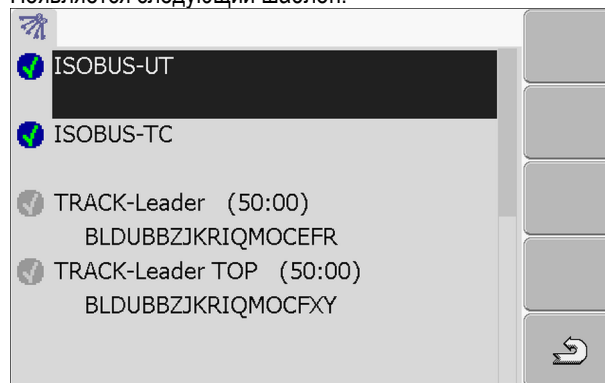 Появляется следующий шаблон:
ISOBUS-UT
ISOBUS-TC
TRACK-Leader (50:00)
BLDUBBZJKRIQMOCEFR
TRACK-Leader TOP (50:00)
BLDUBBZJKRIQMOCFXY